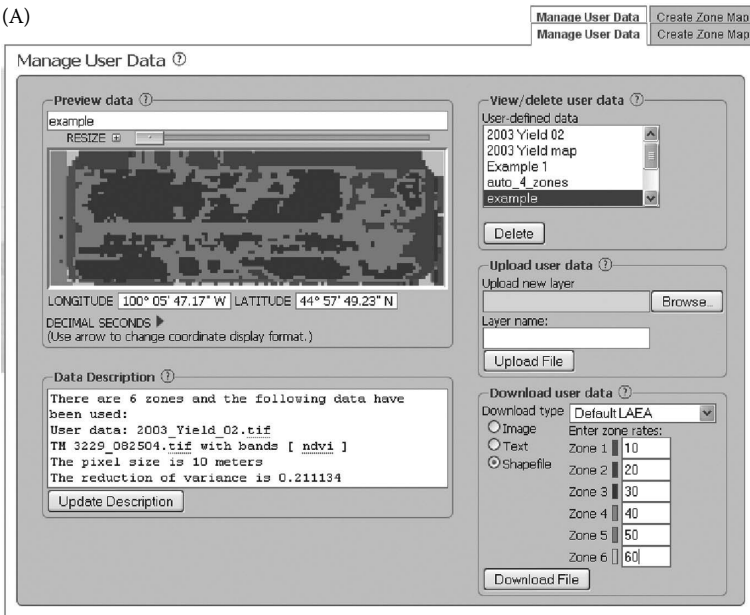 (A)
Manage User Data Create Zone Map
Manage User Data Create Zone Map
Manage User Data ?
Preview data ?
example
RESIZE
LONGITUDE 100° 05' 47.17" W LATITUDE 44° 57' 49.23" N
DECIMAL SECONDS
(Use arrow to change coordinate display format.)
Data Description ?
There are 6 zones and the following data have
been used:
User data: 2003_Yield_02.tif
TM 3229_082504.tif with bands [ ndvi ]
The pixel size is 10 meters
The reduction of variance is 0.211134
Update Description
View/delete user data ?
User-defined data
2003 Yield 02
2003 Yield map
Example 1
auto_4_zones
example
Delete
Upload user data ?
Upload new layer
Browse...
Layer name:
Upload File
Download user data ?
Download type Default LAEA
Image
Text
Shapefile
Enter zone rates:
Zone 1 10
Zone 2 20
Zone 3 30
Zone 4 40
Zone 5 50
Zone 6 60
Download File